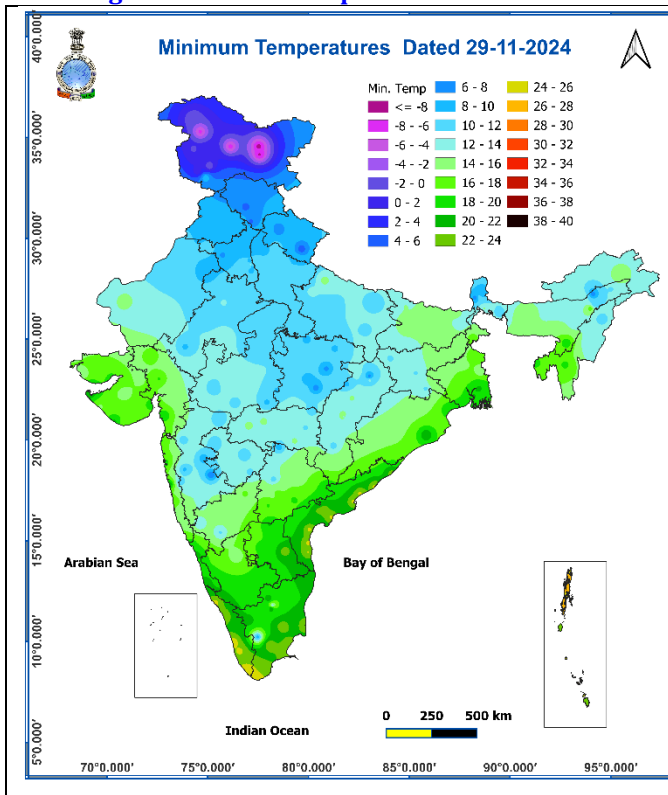 Minimum Temperatures Dated 29-11-2024
Min. Temp
<= -8
-8 - -6
-6 - -4
-4 - -2
-2 - 0
0 - 2
2 - 4
4 - 6
6 - 8
8 - 10
10 - 12
12 - 14
14 - 16
16 - 18
18 - 20
20 - 22
22 - 24
24 - 26
26 - 28
28 - 30
30 - 32
32 - 34
34 - 36
36 - 38
38 - 40
40°0.000'
35°0.000'
30°0.000'
25°0.000'
20°0.000'
15°0.000'
10°0.000'
5°0.000'
Arabian Sea
Bay of Bengal
Indian Ocean
0 250 500 km
70°0.000' 75°0.000' 80°0.000' 85°0.000' 90°0.000' 95°0.000'